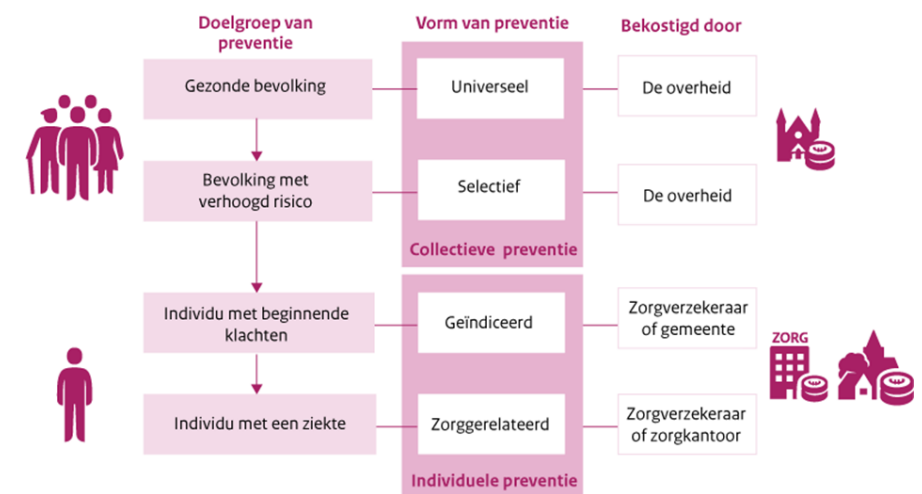 Doelgroep van
preventie
Vorm van preventie
Bekostigd door
Gezonde bevolking
Universeel
De overheid
Bevolking met
verhoogd risico
Selectief
De overheid
Collectieve preventie
Individu met beginnende
klachten
Geïndiceerd
Zorgverzekeraar
of gemeente
ZORG
Individu met een ziekte
Zorggerelateerd
Zorgverzekeraar
of zorgkantoor
Individuele preventie